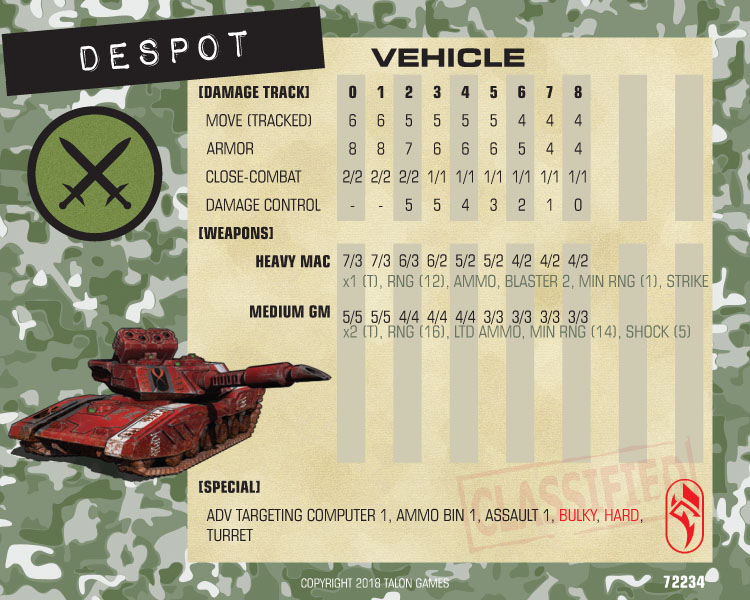 DESPOT
VEHICLE
[DAMAGE TRACK] 0 1 2 3 4 5 6 7 8
MOVE (TRACKED) 6 6 5 5 5 5 4 4 4
ARMOR 8 8 7 6 6 6 5 4 4
CLOSE-COMBAT 2/2 2/2 2/2 1/1 1/1 1/1 1/1 1/1 1/1
DAMAGE CONTROL - - 5 5 4 3 2 1 0
[WEAPONS]
HEAVY MAC 7/3 7/3 6/3 6/2 5/2 5/2 4/2 4/2 4/2
x1 (T), RNG (12), AMMO, BLASTER 2, MIN RNG (1), STRIKE
MEDIUM GM 5/5 5/5 4/4 4/4 4/4 3/3 3/3 3/3 3/3
x2 (T), RNG (16), LTD AMMO, MIN RNG (14), SHOCK (5)
[SPECIAL]
CLASSIFIED
ADV TARGETING COMPUTER 1, AMMO BIN 1, ASSAULT 1, BULKY, HARD,
TURRET
COPYRIGHT 2018 TALON GAMES
72234